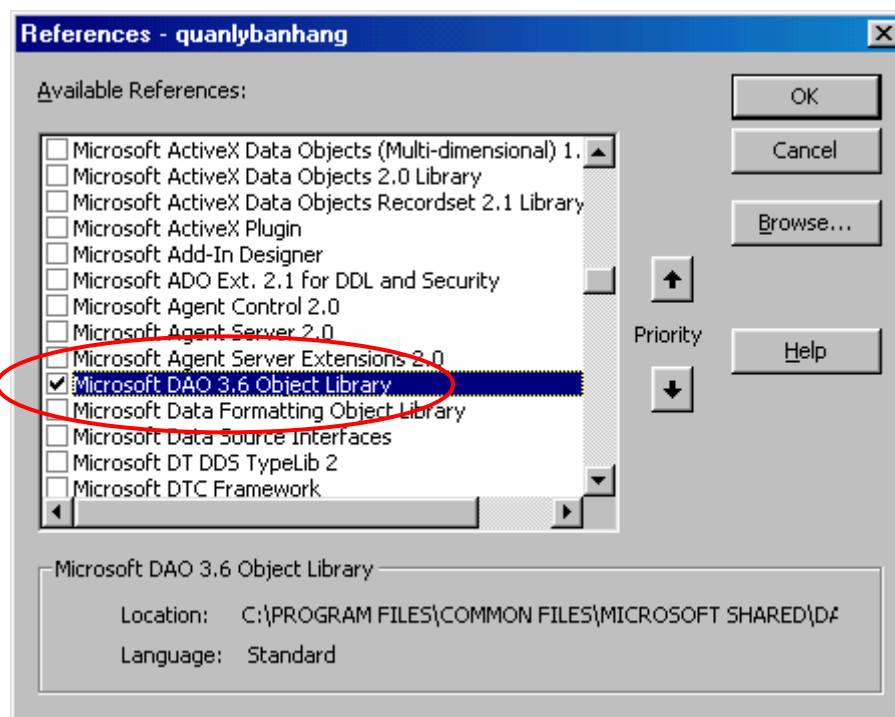 References - quanlybanhang
Available References:
OK
Cancel
Browse...
Priority
Help
Microsoft ActiveX Data Objects (Multi-dimensional) 1.
Microsoft ActiveX Data Objects 2.0 Library
Microsoft ActiveX Data Objects Recordset 2.1 Library
Microsoft ActiveX Plugin
Microsoft Add-In Designer
Microsoft ADO Ext. 2.1 for DDL and Security
Microsoft Agent Control 2.0
Microsoft Agent Server 2.0
Microsoft Agent Server Extensions 2.0
Microsoft DAO 3.6 Object Library
Microsoft Data Formatting Object Library
Microsoft Data Source Interfaces
Microsoft DT DDS TypeLib 2
Microsoft DTC Framework
Microsoft DAO 3.6 Object Library
Location: C:\PROGRAM FILES\COMMON FILES\MICROSOFT SHARED\DA
Language: Standard